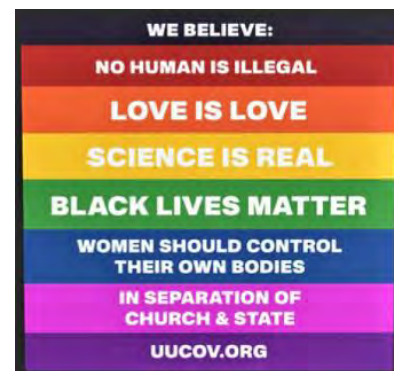 WE BELIEVE:
NO HUMAN IS ILLEGAL
LOVE IS LOVE
SCIENCE IS REAL
BLACK LIVES MATTER
WOMEN SHOULD CONTROL
THEIR OWN BODIES
IN SEPARATION OF
CHURCH & STATE
UUCOV.ORG